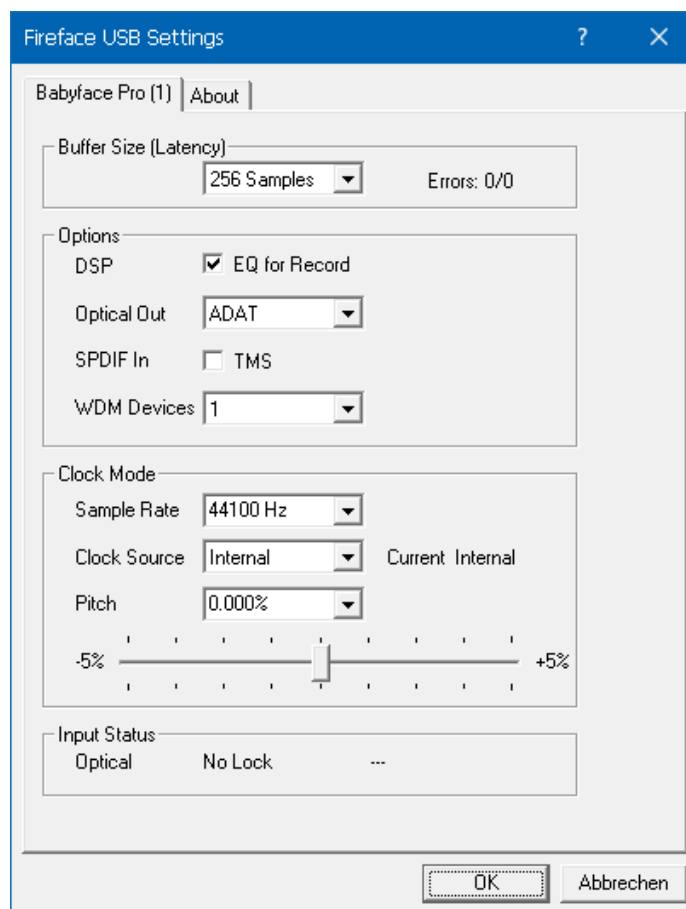 Fireface USB Settings ? ×
Babyface Pro (1) About
Buffer Size (Latency)
256 Samples Errors: 0/0
Options
DSP EQ for Record
Optical Out ADAT
SPDIF In TMS
WDM Devices 1
Clock Mode
Sample Rate 44100 Hz
Clock Source Internal Current Internal
Pitch 0.000%
-5% +5%
Input Status
Optical No Lock ---
OK Abbrechen